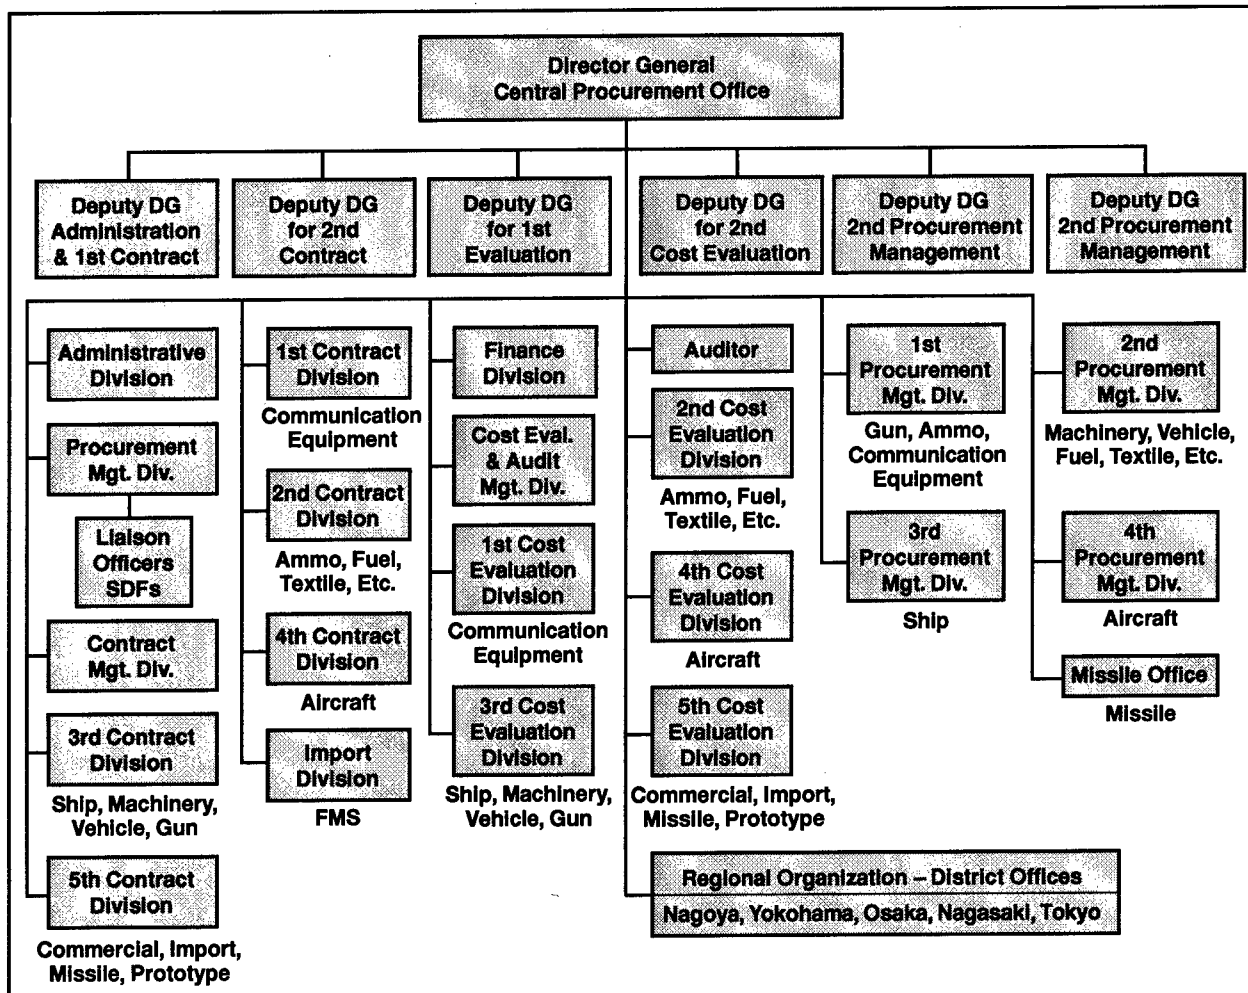 Director General
Central Procurement Office
Deputy DG
Administration
& 1st Contract
Deputy DG
for 2nd
Contract
Deputy DG
for 1st
Evaluation
Deputy DG
for 2nd
Cost Evaluation
Deputy DG
2nd Procurement
Management
Deputy DG
2nd Procurement
Management
Administrative
Division
Procurement
Mgt. Div.
Liaison
Officers
SDFs
Contract
Mgt. Div.
3rd Contract
Division
Ship, Machinery,
Vehicle, Gun
5th Contract
Division
Commercial, Import,
Missile, Prototype
1st Contract
Division
Communication
Equipment
2nd Contract
Division
Ammo, Fuel,
Textile, Etc.
4th Contract
Division
Aircraft
Import
Division
FMS
Finance
Division
Cost Eval.
& Audit
Mgt. Div.
1st Cost
Evaluation
Division
Communication
Equipment
3rd Cost
Evaluation
Division
Ship, Machinery,
Vehicle, Gun
Auditor
2nd Cost
Evaluation
Division
Ammo, Fuel,
Textile, Etc.
4th Cost
Evaluation
Division
Aircraft
5th Cost
Evaluation
Division
Commercial, Import,
Missile, Prototype
1st
Procurement
Mgt. Div.
Gun, Ammo,
Communication
Equipment
3rd
Procurement
Mgt. Div.
Ship
2nd
Procurement
Mgt. Div.
Machinery, Vehicle,
Fuel, Textile, Etc.
4th
Procurement
Mgt. Div.
Aircraft
Missile Office
Missile
Regional Organization – District Offices
Nagoya, Yokohama, Osaka, Nagasaki, Tokyo